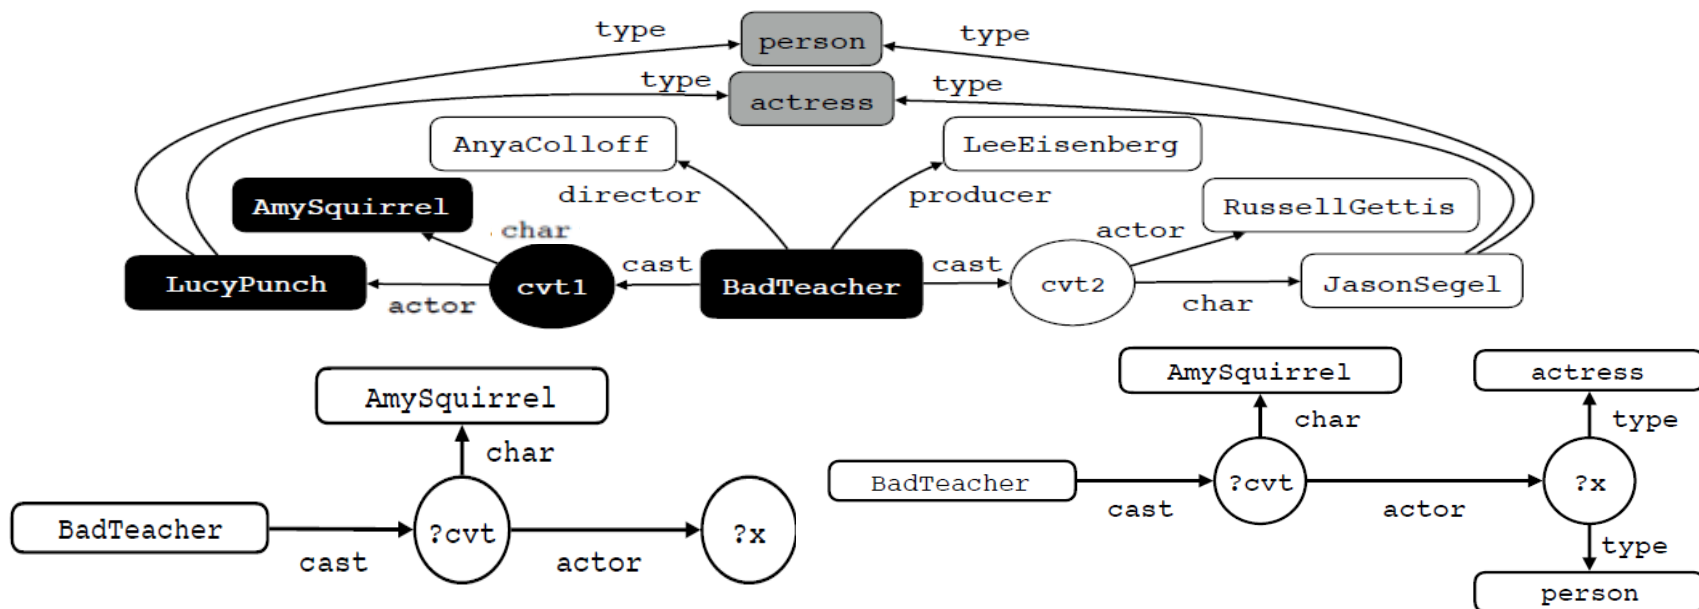 type person type
type actress type
AnyaColloff LeeEisenberg
director producer
AmySquirrel RussellGettis
char actor
LucyPunch cvt1 cast BadTeacher cast cvt2 JasonSegel
actor char
AmySquirrel
char
BadTeacher ?cvt ?x
cast actor
AmySquirrel actress
char type
BadTeacher ?cvt ?x
cast actor
type
person